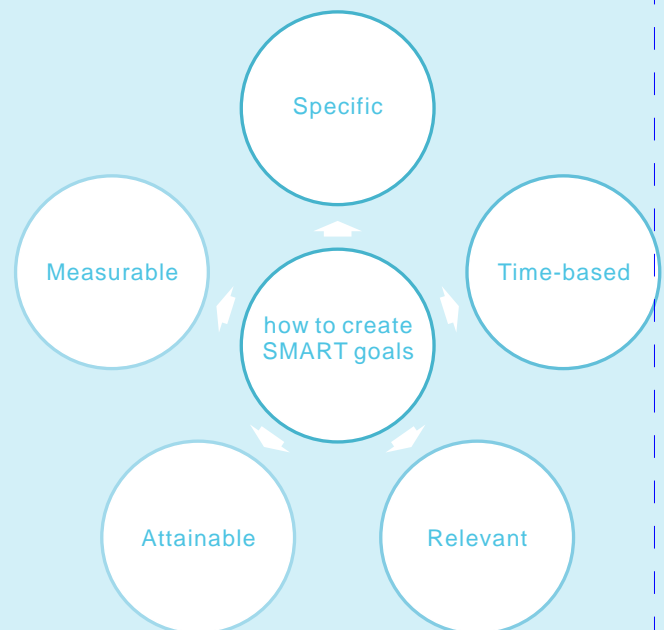 Specific
Measurable
Time-based
how to create
SMART goals
Attainable
Relevant